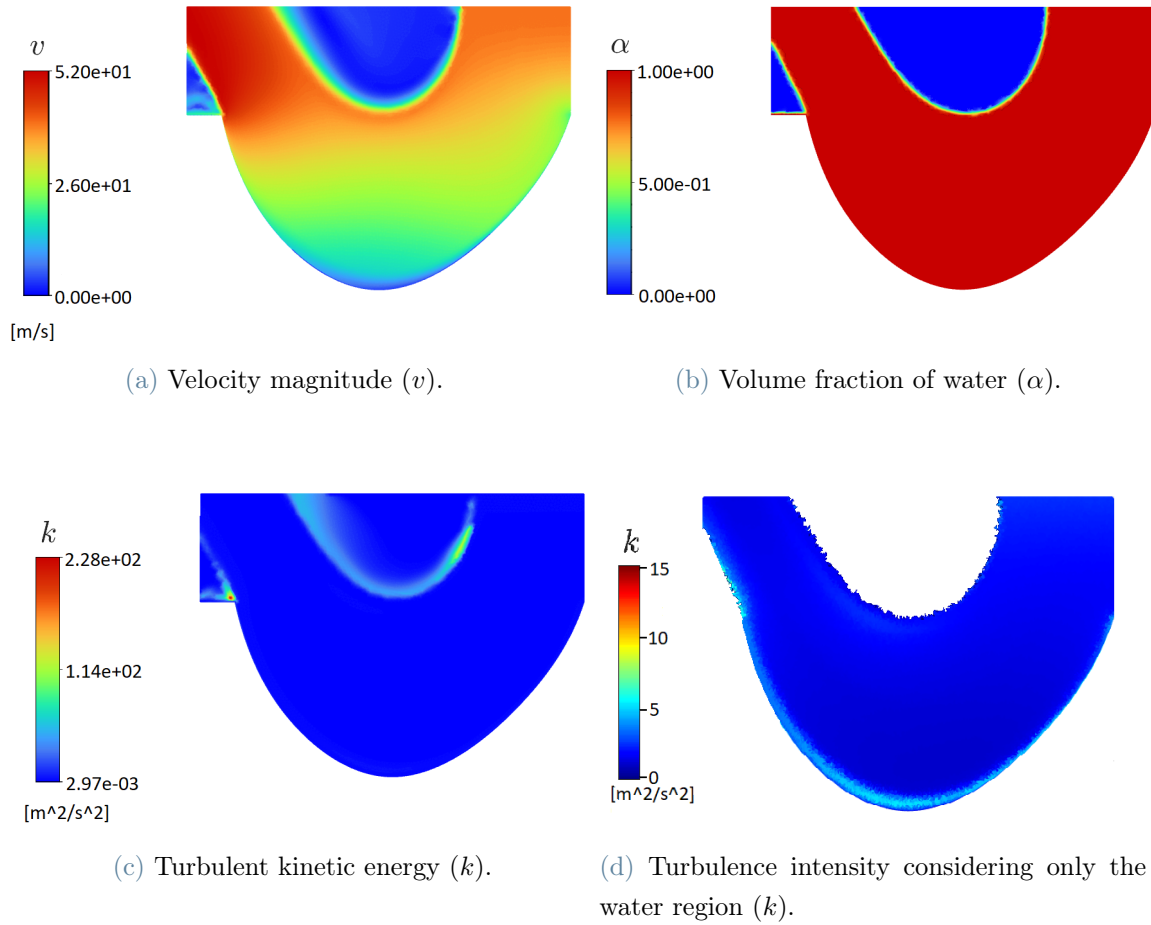 v
5.20e+01
2.60e+01
0.00e+00
[m/s]
α
1.00e+00
5.00e-01
0.00e+00
(a) Velocity magnitude (v).
(b) Volume fraction of water (α).
k
2.28e+02
1.14e+02
2.97e-03
[m^2/s^2]
k
15
10
5
0
[m^2/s^2]
(c) Turbulent kinetic energy (k).
(d) Turbulence intensity considering only the
water region (k).